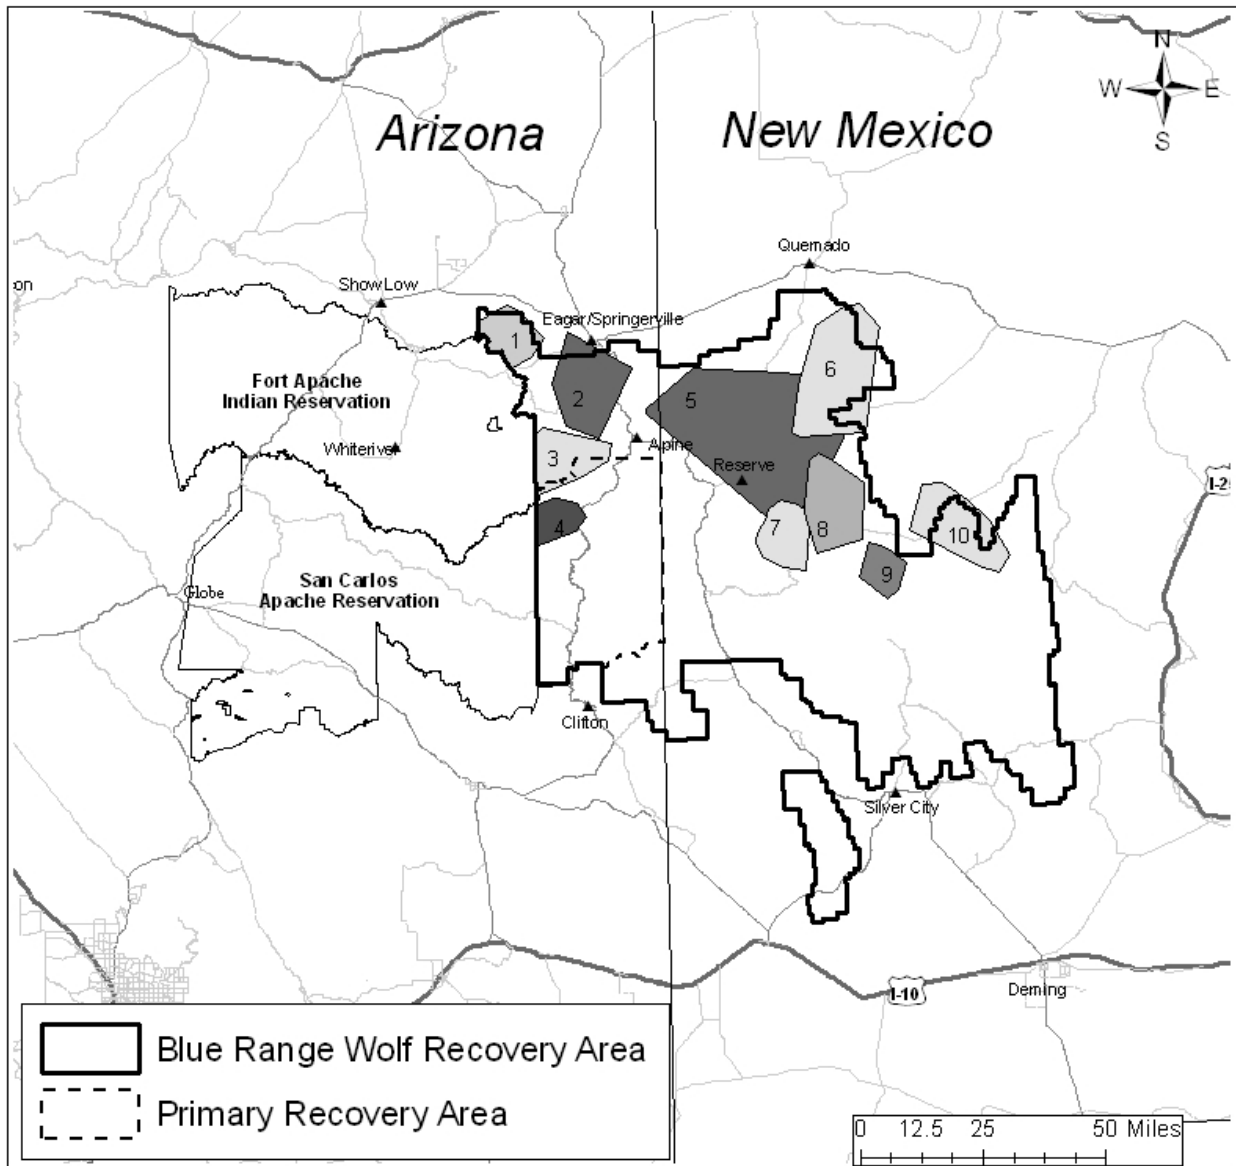 N
W E
S
Arizona
New Mexico
Quemado
on
Show Low
Eagar/Springerville
1
6
Fort Apache
Indian Reservation
2
5
Whiteriver
Alpine
3
Reserve
I-25
4
7
8
10
9
San Carlos
Apache Reservation
Globe
Clifton
Silver City
I-10
Deming
Blue Range Wolf Recovery Area
Primary Recovery Area
0 12.5 25 50 Miles